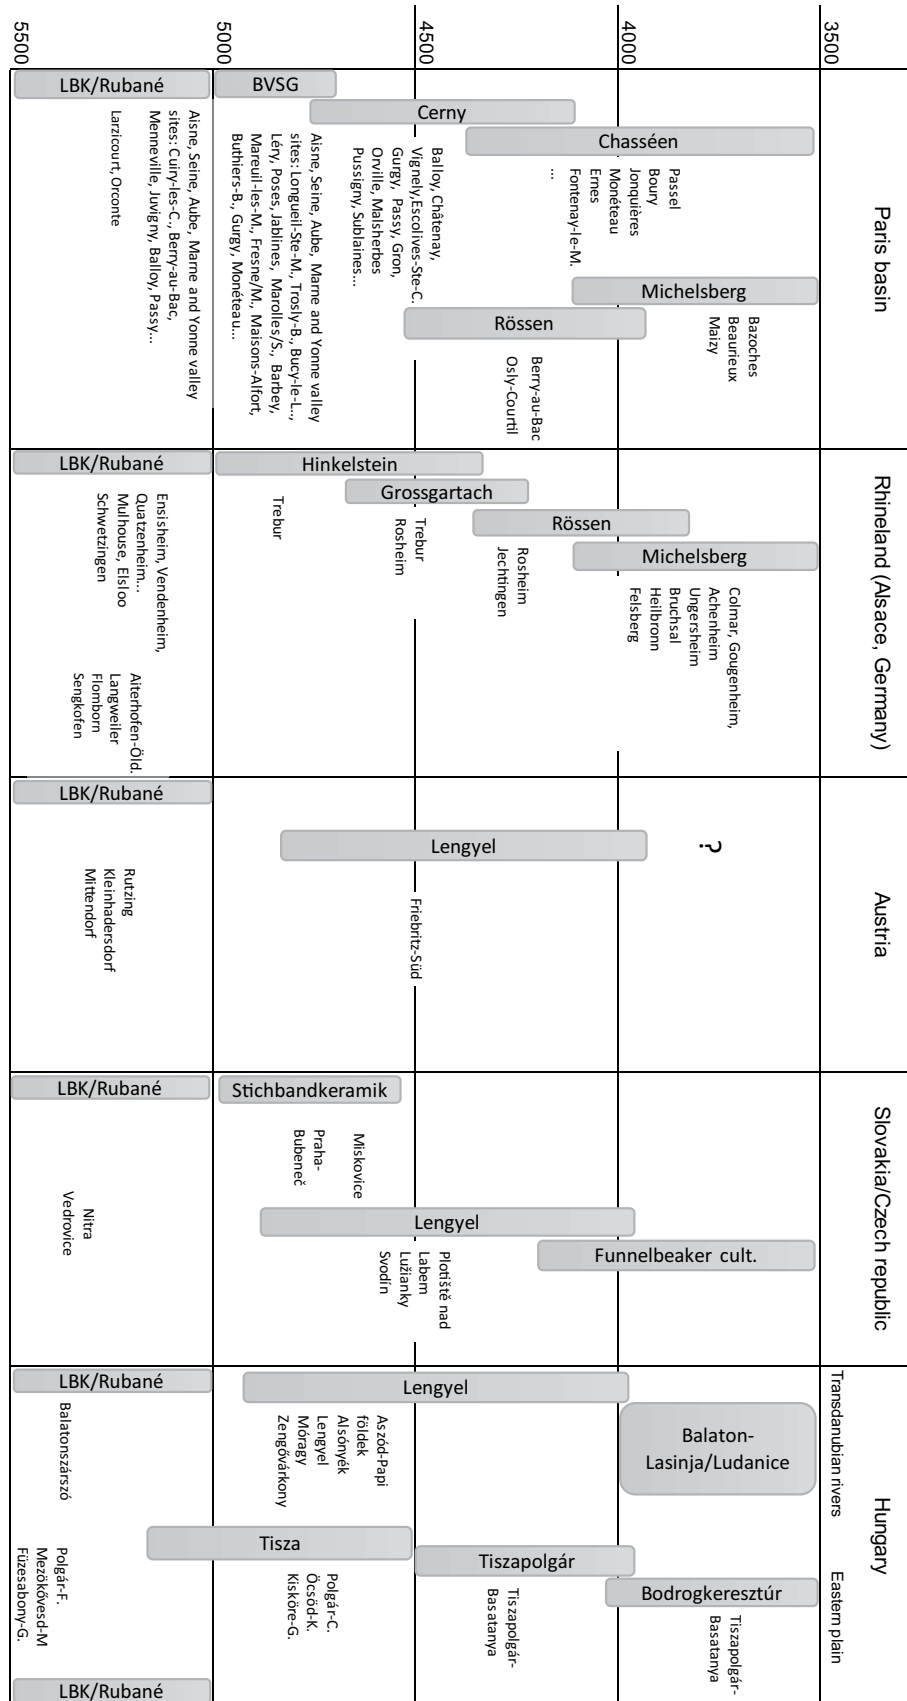 3500
4000
4500
5000
5500
Paris basin
LBK/Rubané
BVSG
Cerny
Chasséen
Passel
Boury
Jonquières
Monéteau
Ernes
Fontenay-le-M.
...
Balloy, Châtenay,
Vignely,Escolives-Ste-C.
Gurgy, Passy, Gron,
Orville, Malsherbes
Pussigny, Sublaines...
Aisne, Seine, Aube, Marne and Yonne valley
sites: Longueil-Ste-M., Trosly-B., Bucy-le-L..,
Léry, Poses, Jablines, Marolles/S., Barbey,
Mareuil-les-M., Fresne/M., Maisons-Alfort,
Buthiers-B., Gurgy, Monéteau...
Aisne, Seine, Aube, Marne and Yonne valley
sites: Cuiry-les-C., Berry-au-Bac,
Menneville, Juvigny, Balloy, Passy...
Larzicourt, Orconte
Michelsberg
Rössen
Bazoches
Beaurieux
Maizy
Berry-au-Bac
Osly-Courtil
Rhineland (Alsace, Germany)
LBK/Rubané
Hinkelstein
Grossgartach
Rössen
Michelsberg
Colmar, Gougenheim,
Achenheim
Ungersheim
Bruchsal
Heilbronn
Felsberg
Rosheim
Jechtingen
Trebur
Rosheim
Trebur
Ensisheim, Vendenheim,
Quatzenheim...
Mulhouse, Elsloo
Schwetzingen
Aiterhofen-Öld.
Langweiler
Flomborn
Sengkofen
Austria
LBK/Rubané
Lengyel
?
Friebritz-Süd
Rutzing
Kleinhadersdorf
Mittendorf
Slovakia/Czech republic
LBK/Rubané
Stichbandkeramik
Miskovice
Praha-
Bubeneč
Lengyel
Funnelbeaker cult.
Plotiště nad
Labem
Lužianky
Svodín
Nitra
Vedrovice
Hungary
Transdanubian rivers
Eastern plain
LBK/Rubané
Lengyel
Balaton-
Lasinja/Ludanice
Aszód-Papi
földek
Alsónyék
Lengyel
Móragy
Zengővárkony
Balatonszárszó
Tisza
Tiszapolgár
Bodrogkeresztúr
Tiszapolgár-
Basatanya
Tiszapolgár-
Basatanya
Polgár-C.
Öcsöd-K.
Kisköre-G.
Polgár-F.
Mezökővesd-M
Füzesabony-G.
LBK/Rubané